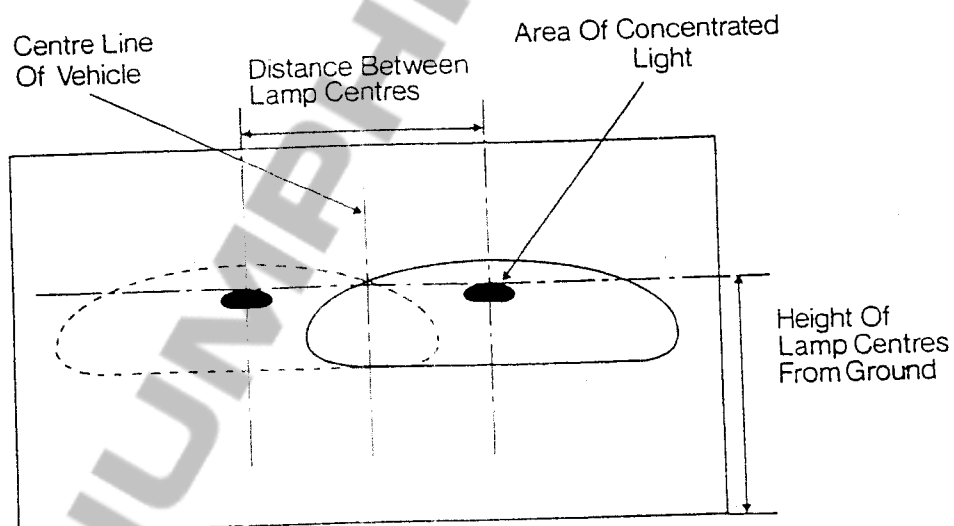 Centre Line
Of Vehicle
Distance Between
Lamp Centres
Area Of Concentrated
Light
Height Of
Lamp Centres
From Ground